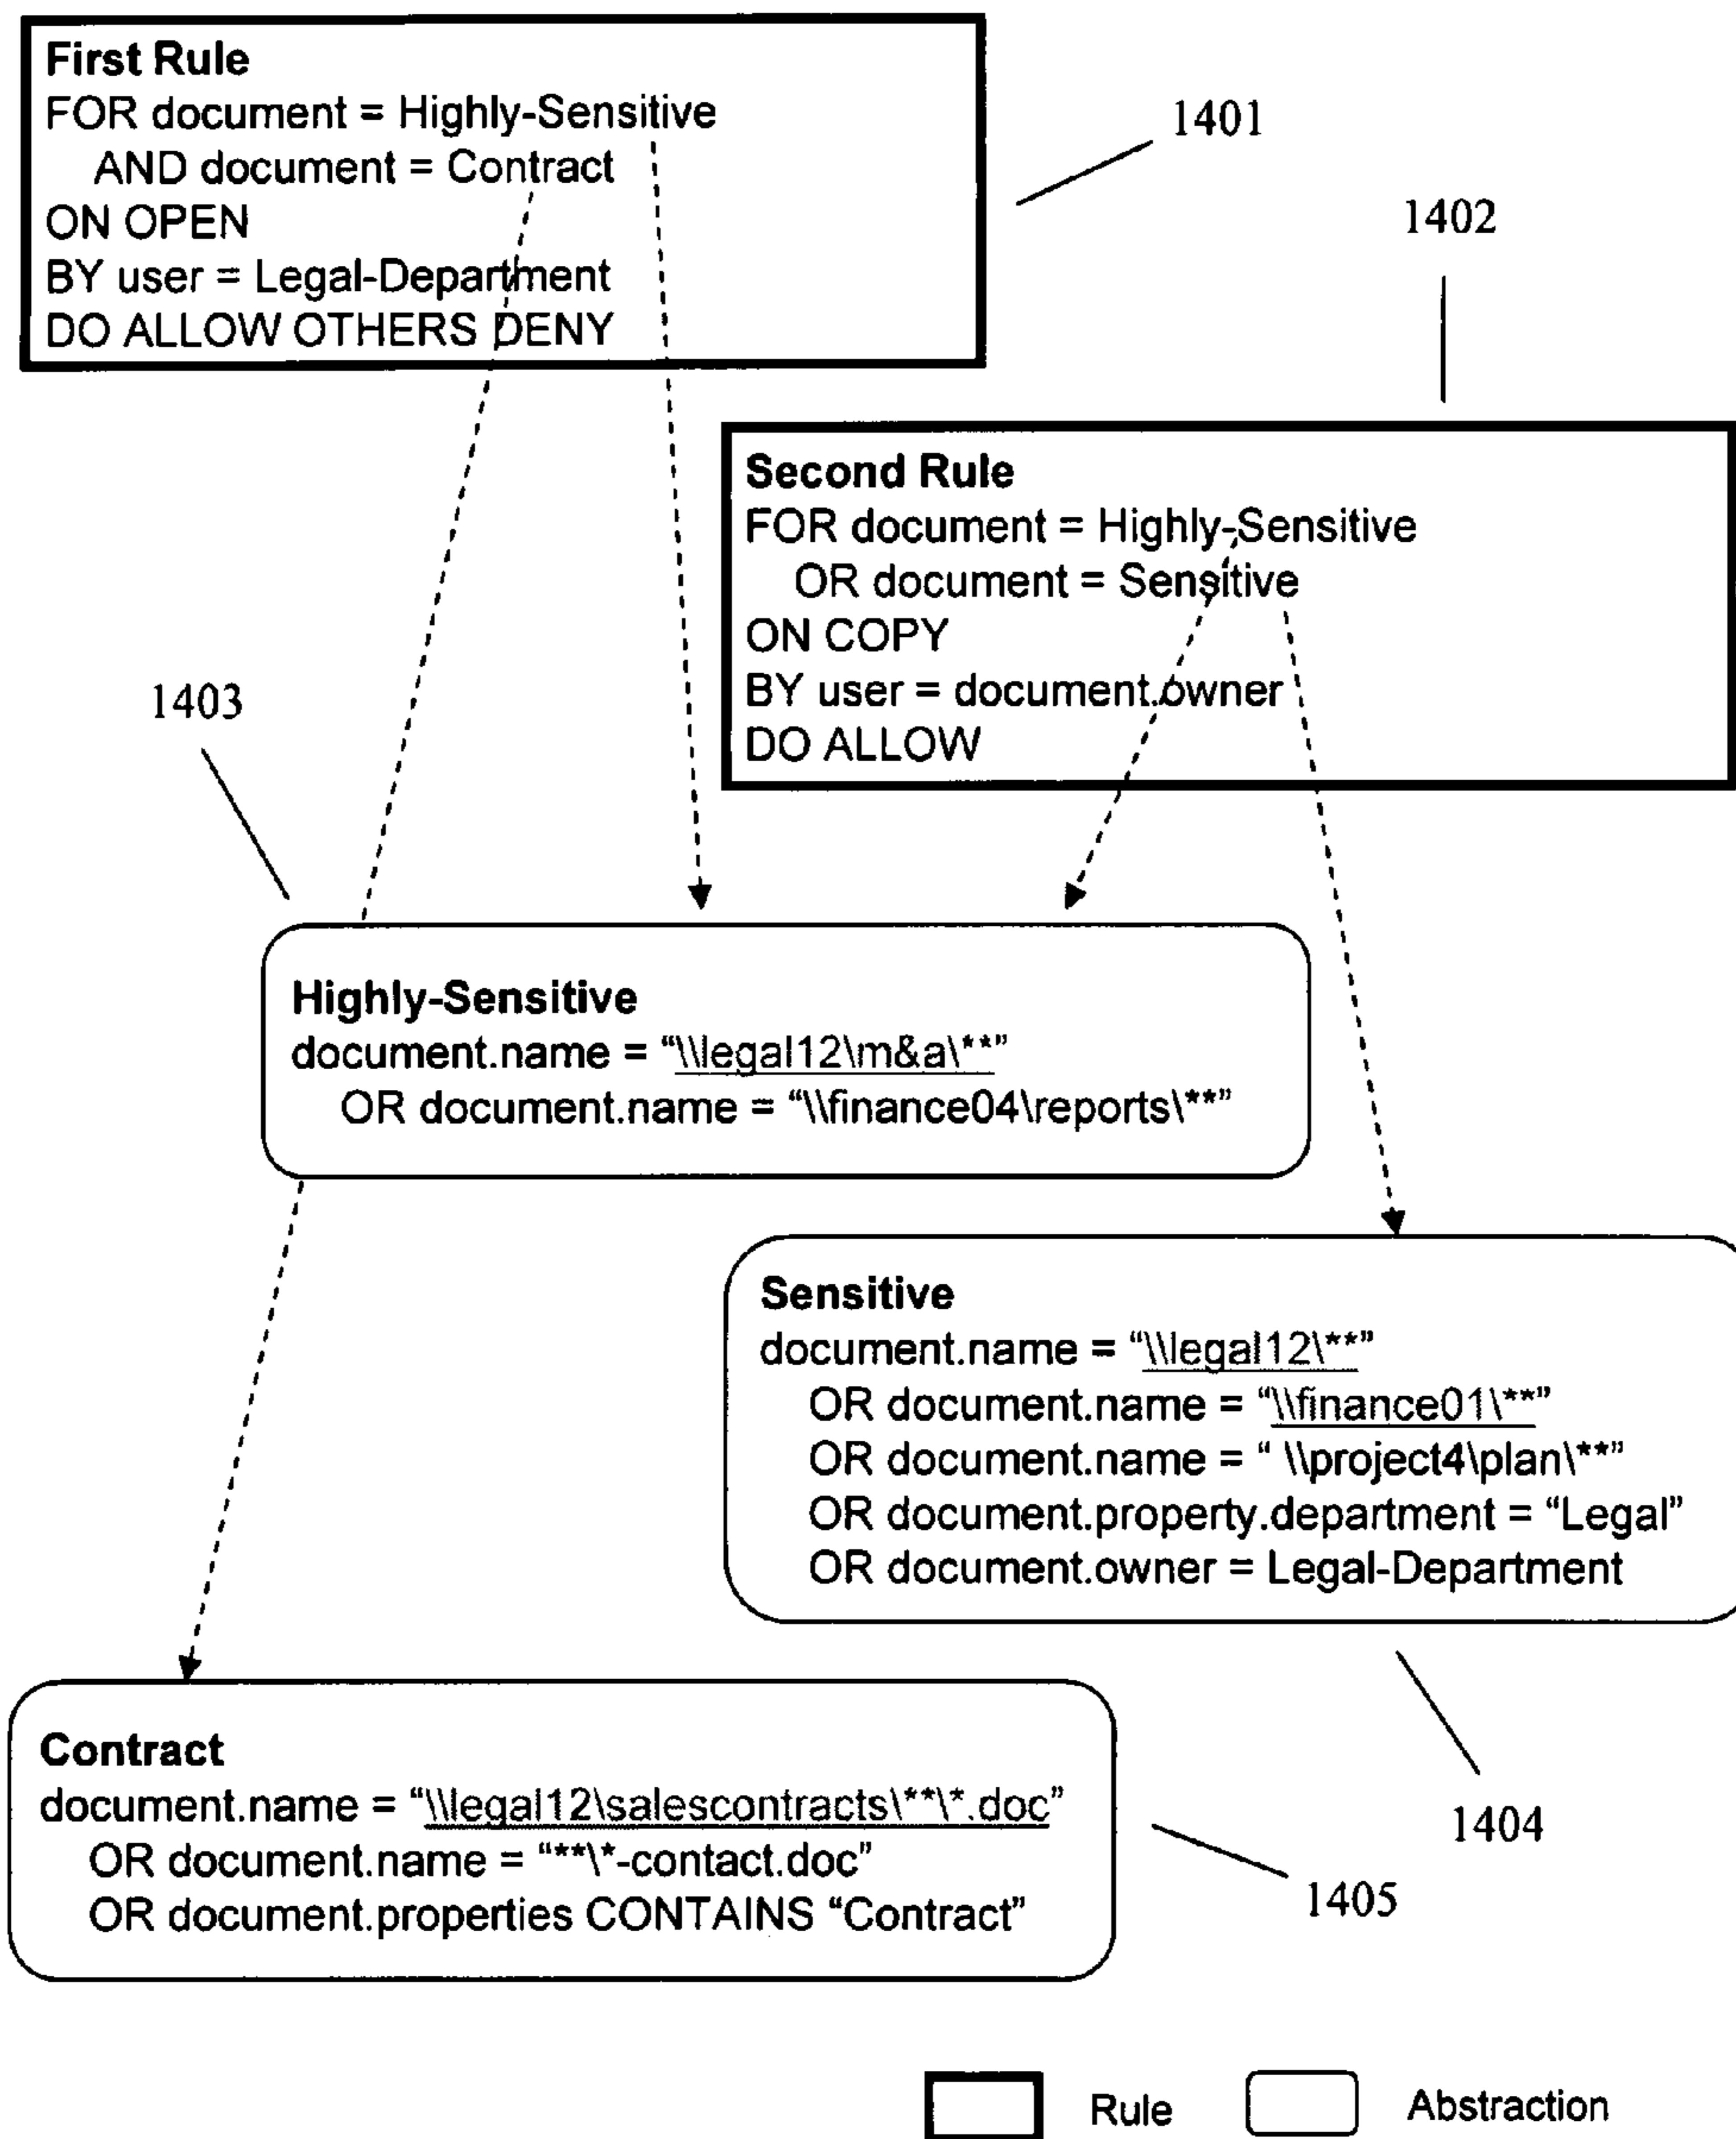 First Rule
FOR document = Highly-Sensitive
AND document = Contract
ON OPEN
BY user = Legal-Department
DO ALLOW OTHERS DENY
1401
1402
Second Rule
FOR document = Highly-Sensitive
OR document = Sensitive
ON COPY
BY user = document.owner
DO ALLOW
1403
Highly-Sensitive
document.name = “\\legal12\m&a\**”
OR document.name = “\\finance04\reports\**”
Sensitive
document.name = “\\legal12\**”
OR document.name = “\\finance01\**”
OR document.name = “ \\project4\plan\**”
OR document.property.department = “Legal”
OR document.owner = Legal-Department
1404
Contract
document.name = “\\legal12\salescontracts\**\*.doc”
OR document.name = “**\*-contact.doc”
OR document.properties CONTAINS “Contract”
1405
Rule
Abstraction